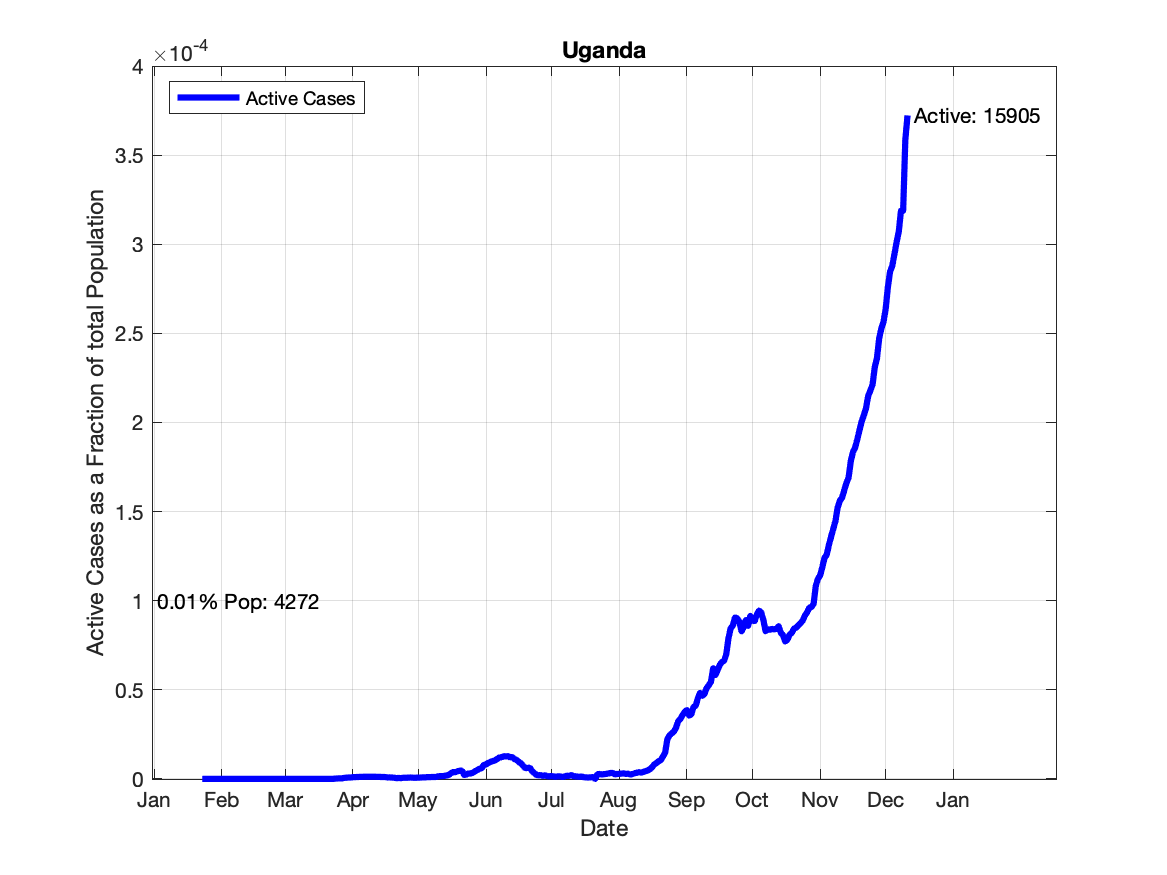 Uganda
×10-4
Active Cases
Active: 15905
4
3.5
3
2.5
2
1.5
1
0.5
0
0.01% Pop: 4272
Active Cases as a Fraction of total Population
Jan Feb Mar Apr May Jun Jul Aug Sep Oct Nov Dec Jan
Date